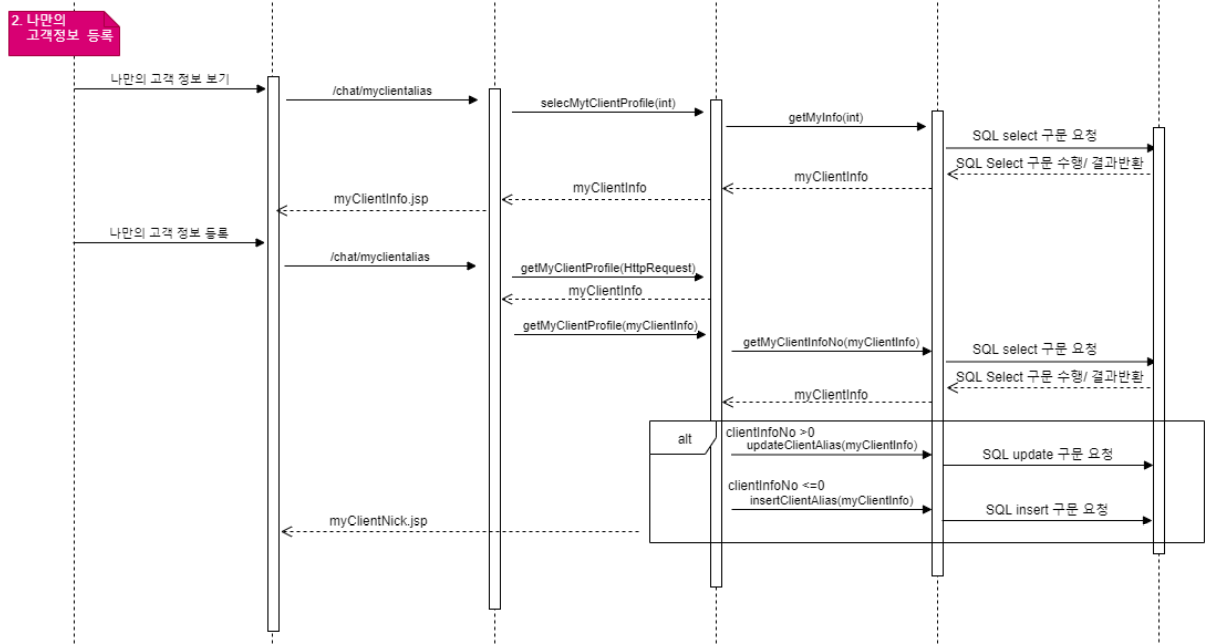 2. 나만의
고객정보 등록
나만의 고객 정보 보기
/chat/myclientalias
selecMytClientProfile(int)
getMyInfo(int)
SQL select 구문 요청
SQL Select 구문 수행/ 결과반환
myClientInfo
myClientInfo
myClientInfo.jsp
나만의 고객 정보 등록
/chat/myclientalias
getMyClientProfile(HttpRequest)
myClientInfo
getMyClientProfile(myClientInfo)
getMyClientInfoNo(myClientInfo)
SQL select 구문 요청
SQL Select 구문 수행/ 결과반환
myClientInfo
alt
clientInfoNo >0
updateClientAlias(myClientInfo)
SQL update 구문 요청
clientInfoNo <=0
insertClientAlias(myClientInfo)
SQL insert 구문 요청
myClientNick.jsp